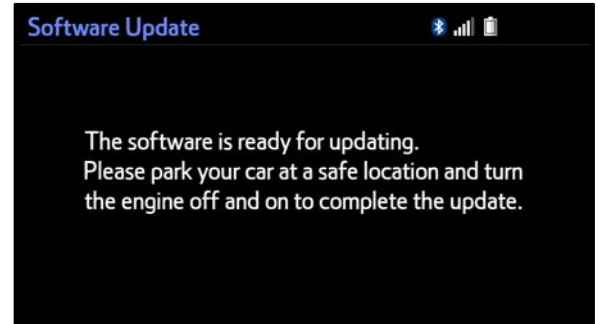 Software Update
The software is ready for updating.
Please park your car at a safe location and turn
the engine off and on to complete the update.